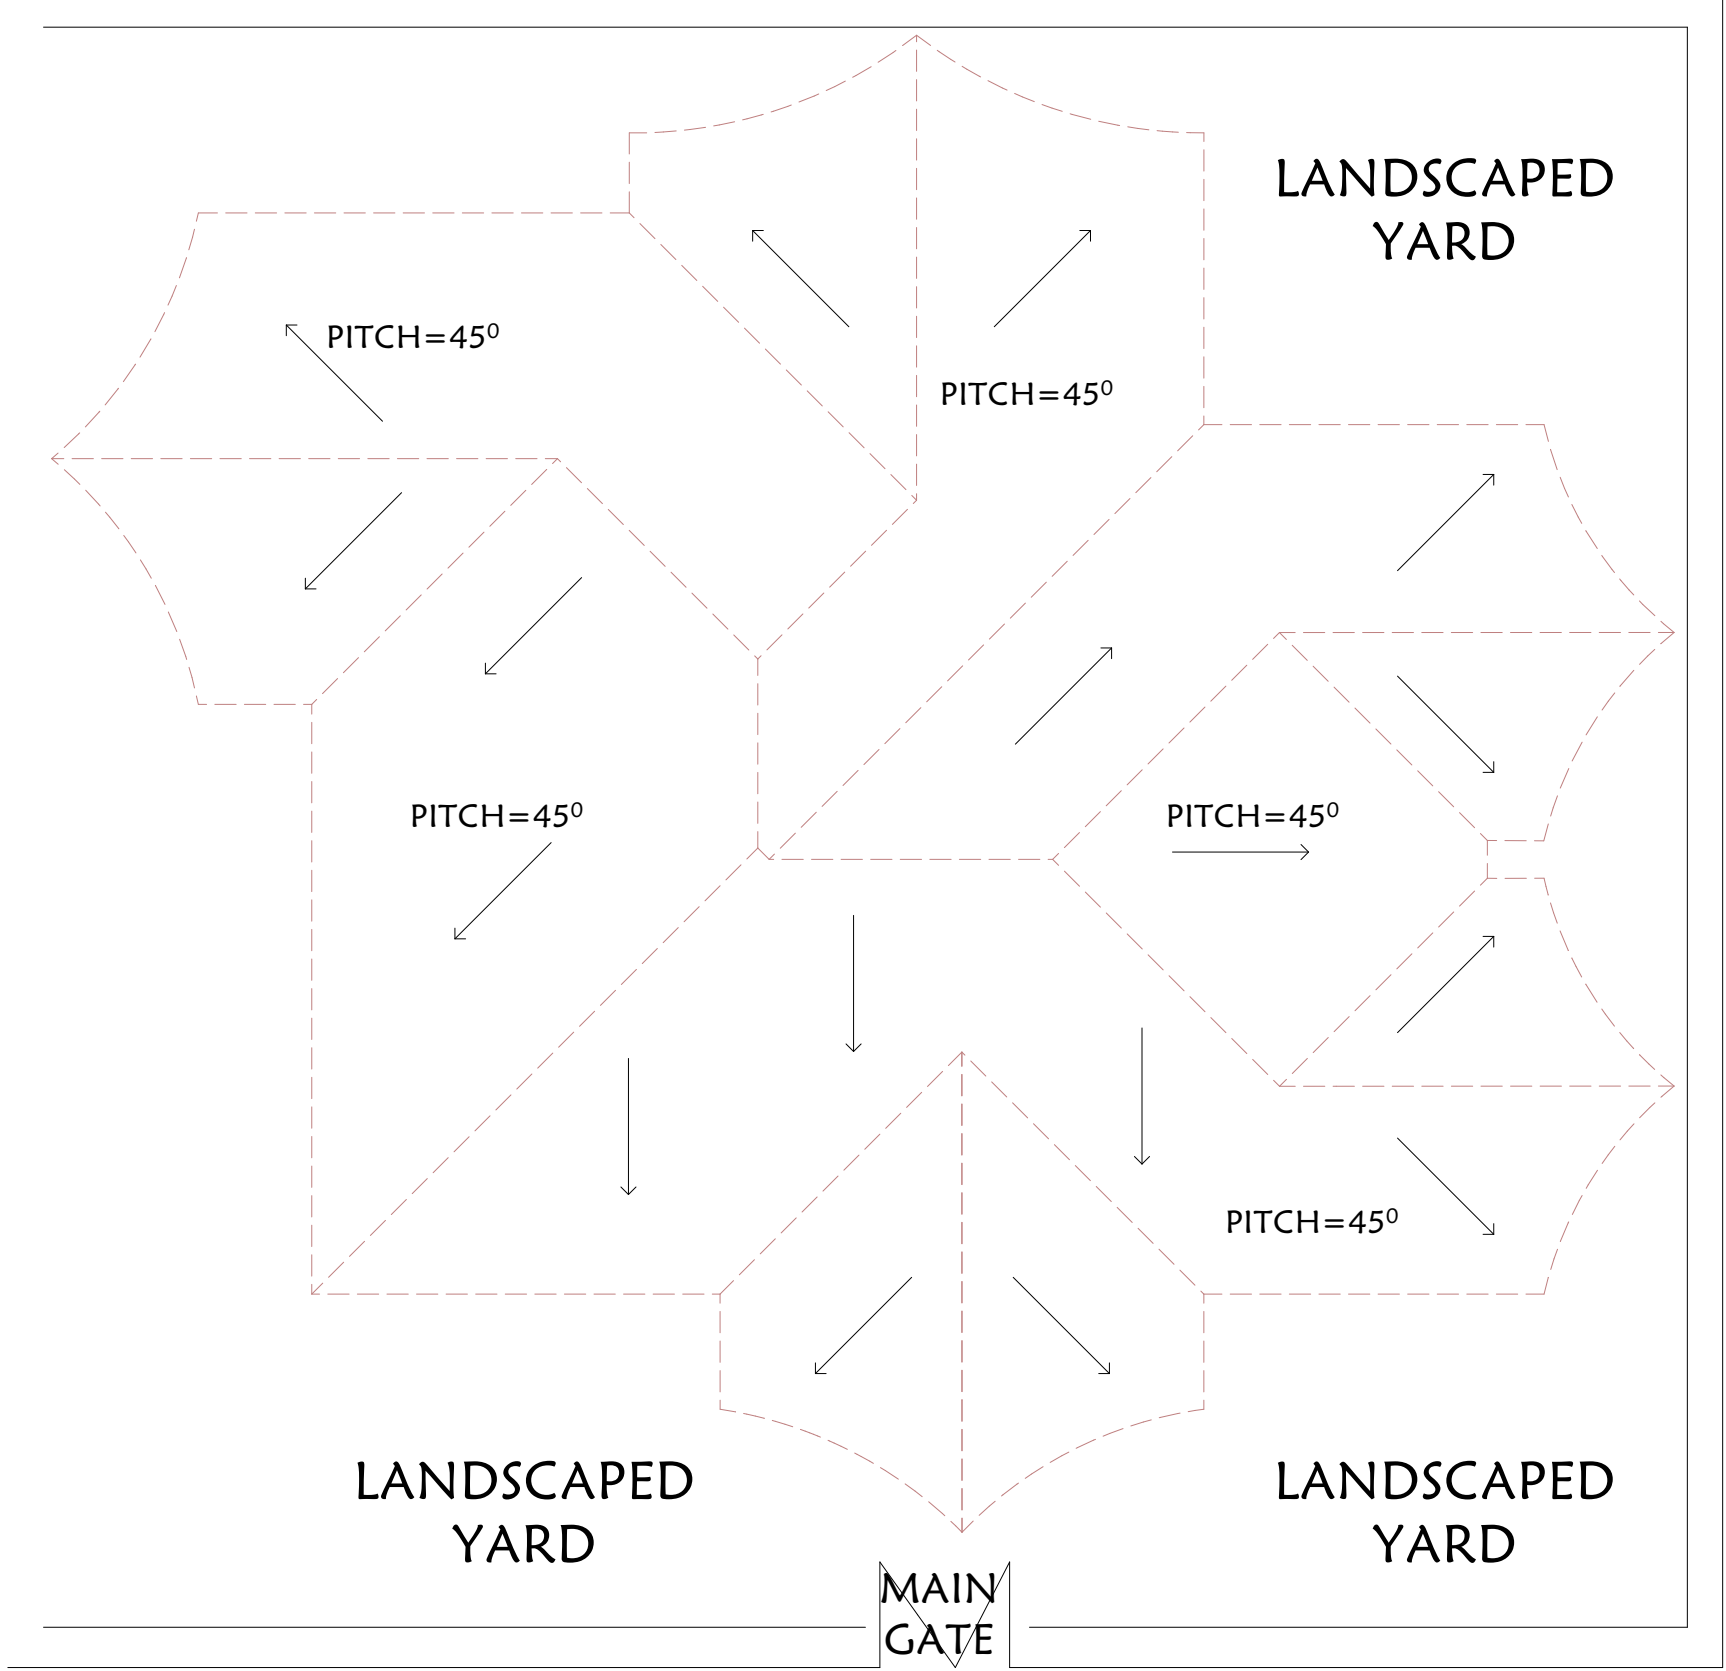 LANDSCAPED
YARD
PITCH=45⁰
PITCH=45⁰
PITCH=45⁰
PITCH=45⁰
PITCH=45⁰
LANDSCAPED
YARD
LANDSCAPED
YARD
MAIN
GATE